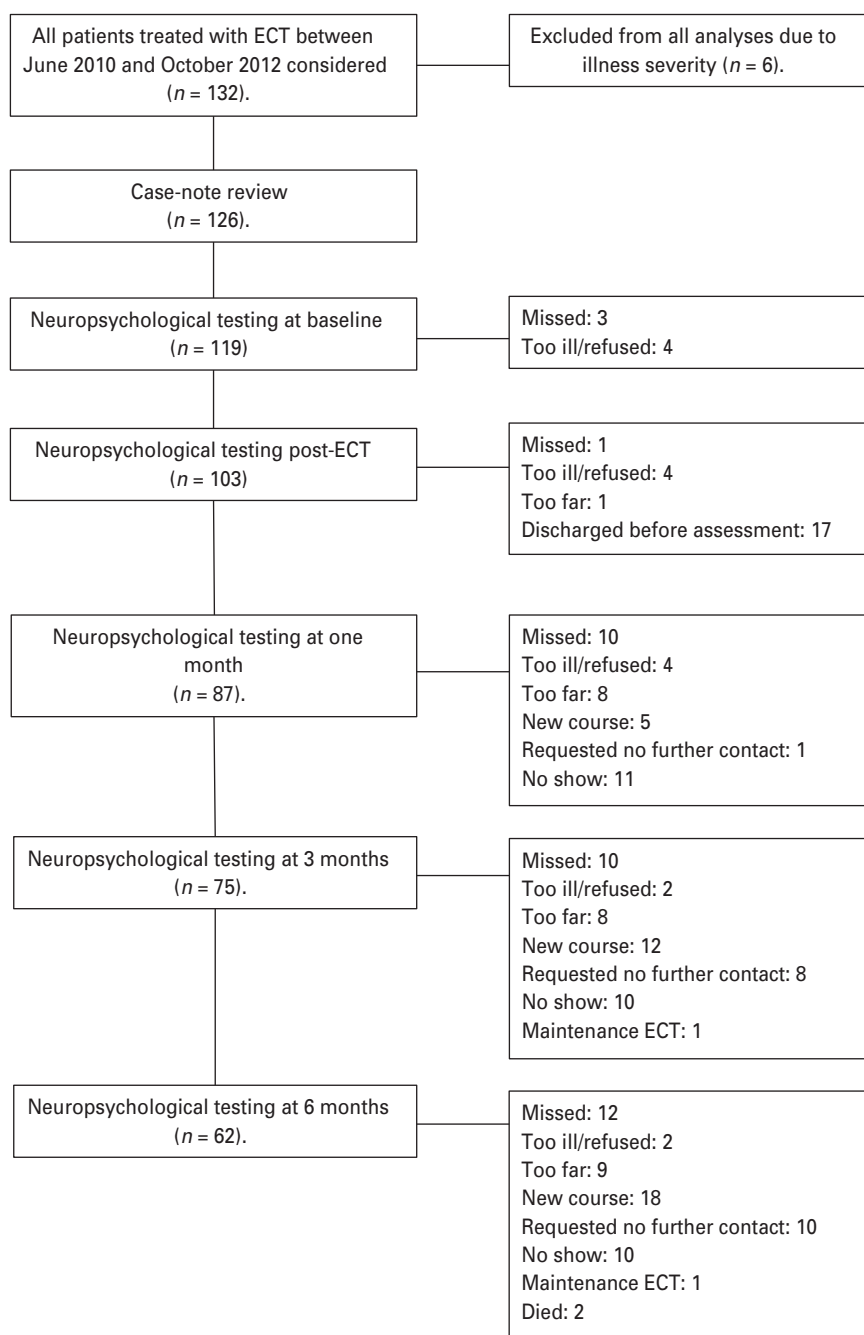 All patients treated with ECT between
June 2010 and October 2012 considered
(n = 132).
Excluded from all analyses due to
illness severity (n = 6).
Case-note review
(n = 126).
Neuropsychological testing at baseline
(n = 119)
Missed: 3
Too ill/refused: 4
Neuropsychological testing post-ECT
(n = 103)
Missed: 1
Too ill/refused: 4
Too far: 1
Discharged before assessment: 17
Neuropsychological testing at one
month
(n = 87).
Missed: 10
Too ill/refused: 4
Too far: 8
New course: 5
Requested no further contact: 1
No show: 11
Neuropsychological testing at 3 months
(n = 75).
Missed: 10
Too ill/refused: 2
Too far: 8
New course: 12
Requested no further contact: 8
No show: 10
Maintenance ECT: 1
Neuropsychological testing at 6 months
(n = 62).
Missed: 12
Too ill/refused: 2
Too far: 9
New course: 18
Requested no further contact: 10
No show: 10
Maintenance ECT: 1
Died: 2